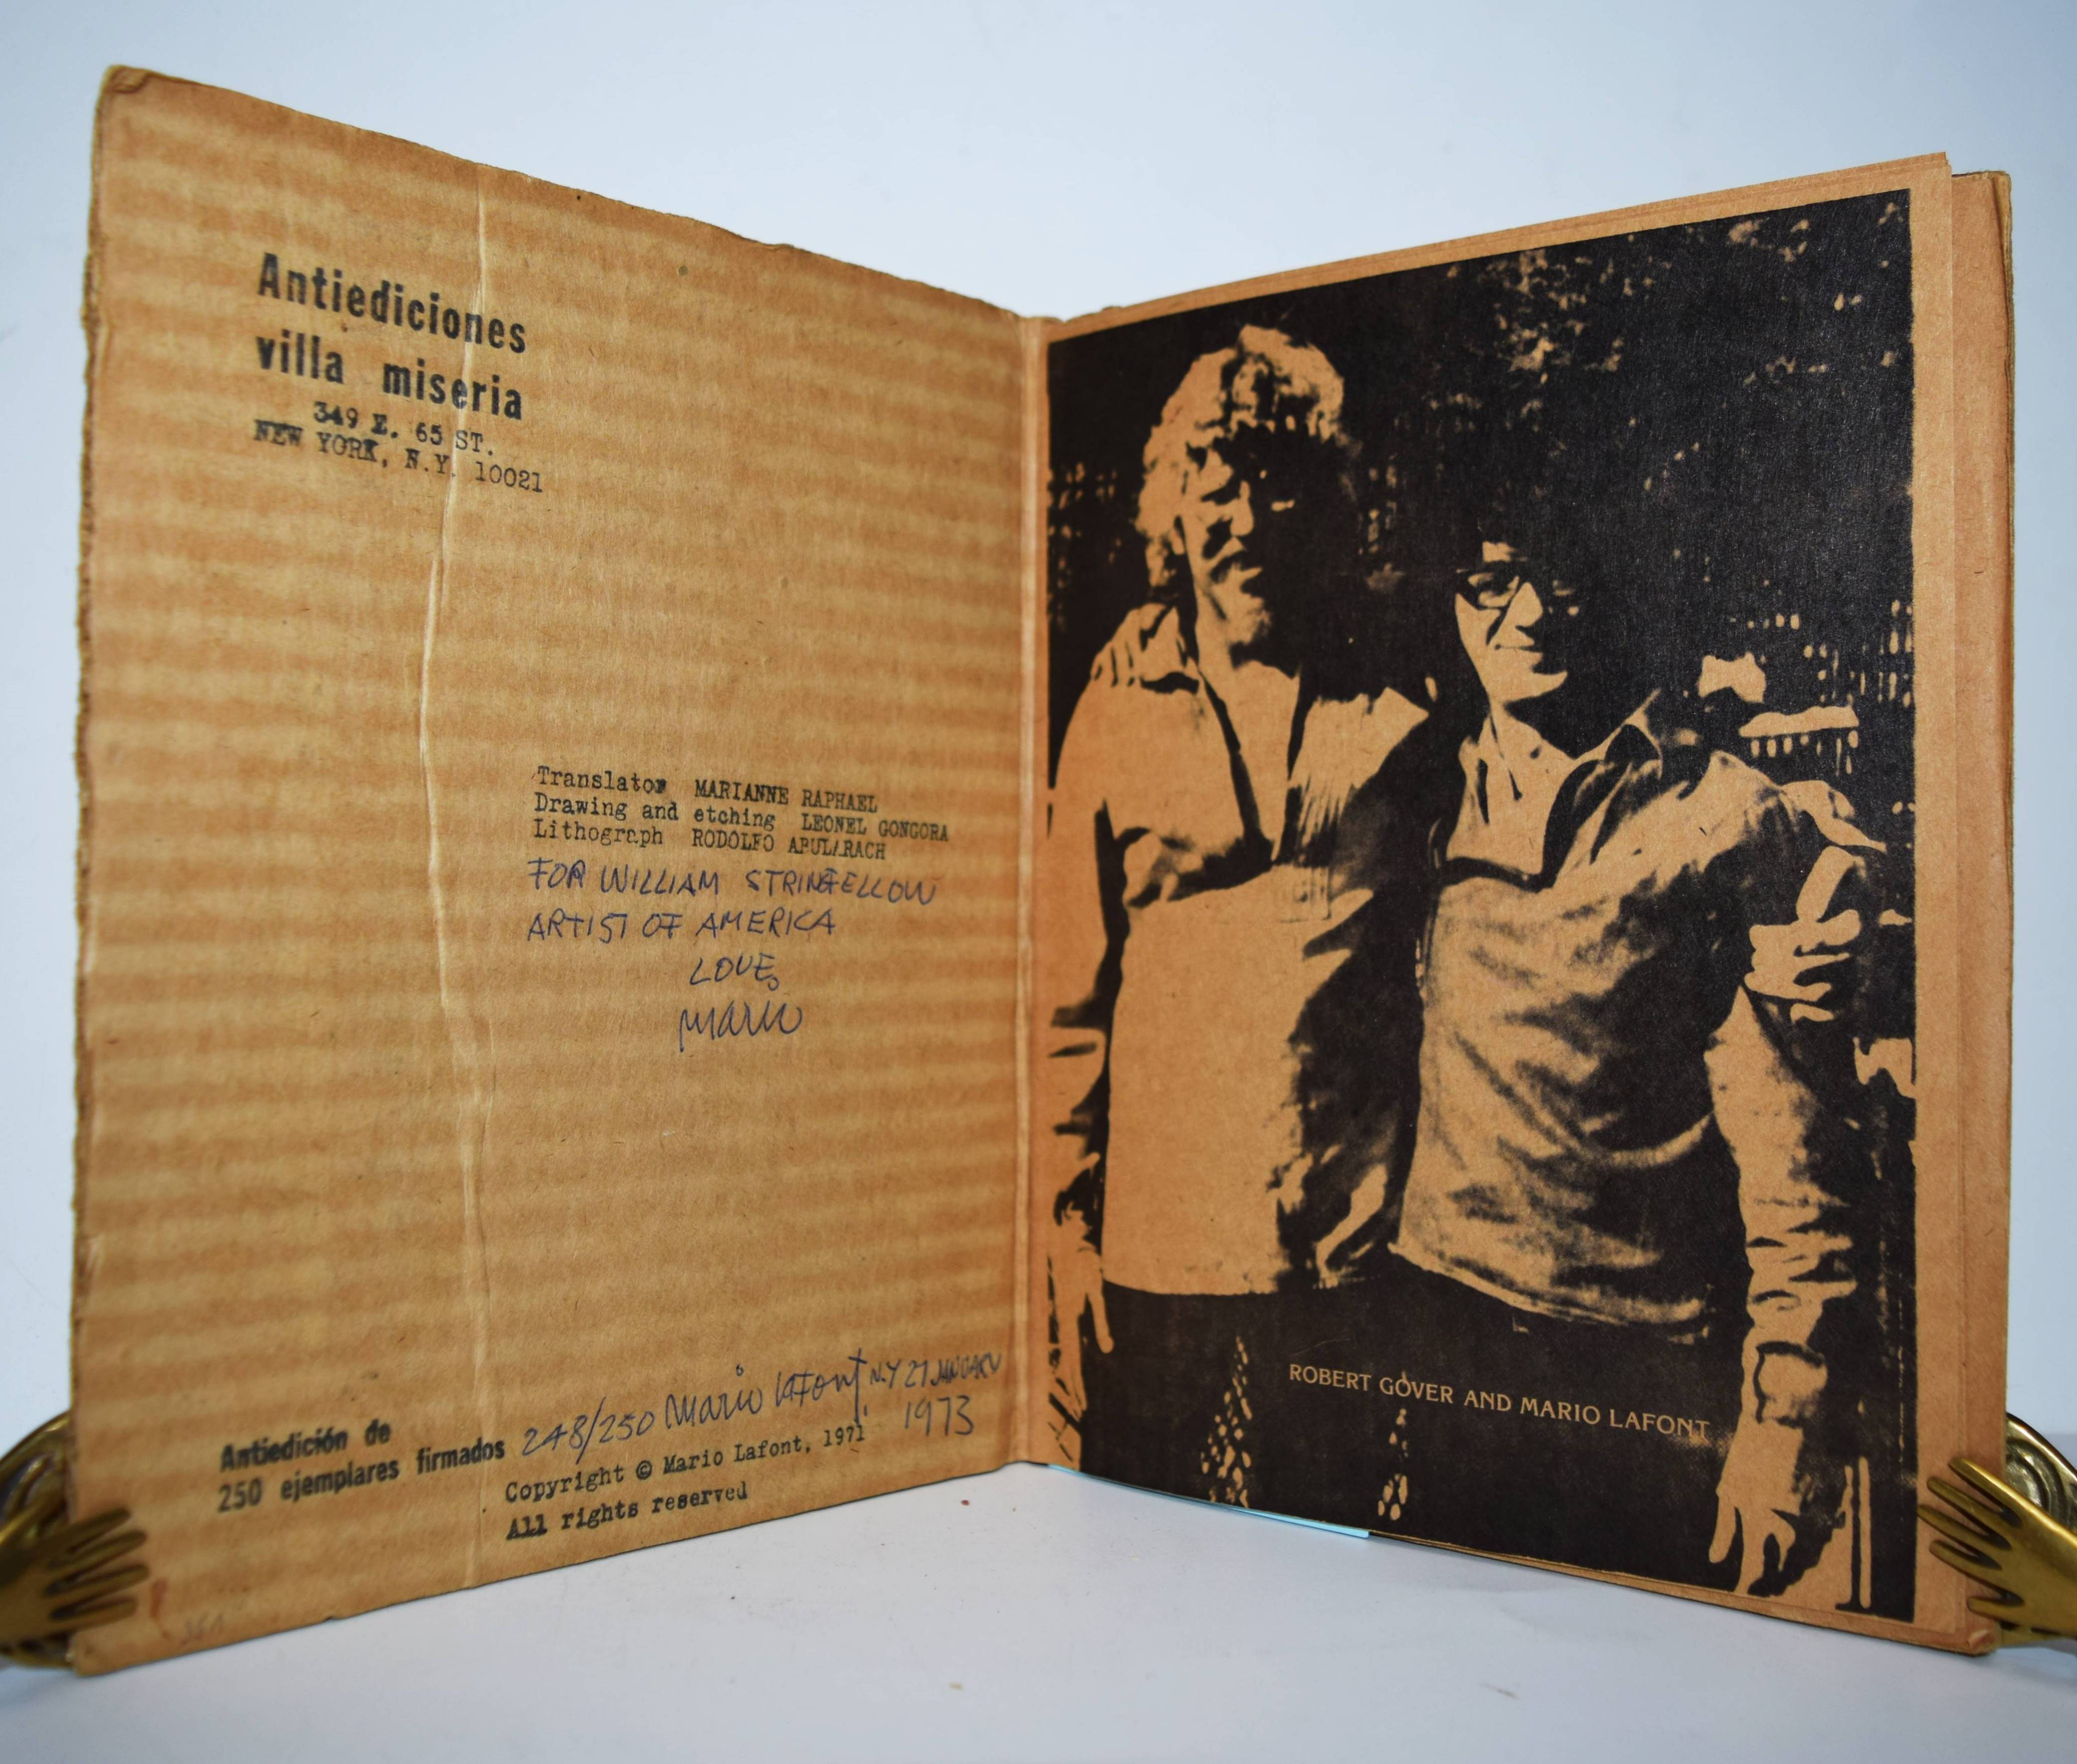 Antiediciones
villa miseria
349 E. 65 ST.
NEW YORK, N.Y. 10021
Translator MARIANNE RAPHAEL
Drawing and etching LEONEL GONGORA
Lithograph RODOLFO ABULARACH
FOR WILLIAM STRINGFELLOW
ARTIST OF AMERICA
LOVE,
MARIO
Antiedición de
250 ejemplares firmados 248/250 Mario Lafont N.Y 27 JANUARY
1973
Copyright © Mario Lafont, 1971
All rights reserved
ROBERT GOVER AND MARIO LAFONT